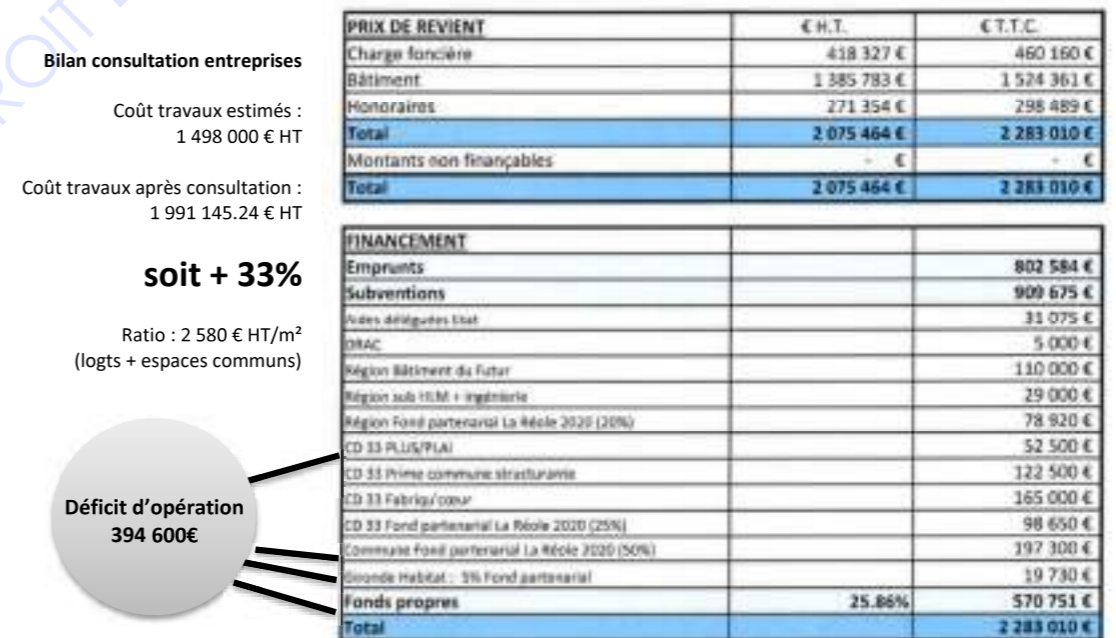 ROIT
Bilan consultation entreprises
Coût travaux estimés :
1 498 000 € HT
Coût travaux après consultation :
1 991 145.24 € HT
soit + 33%
Ratio : 2 580 € HT/m²
(logts + espaces communs)
Déficit d'opération
394 600€
PRIX DE REVIENT € H.T. € T.T.C.
Charge foncière 418 327 € 460 160 €
Bâtiment 1 385 783 € 1 524 361 €
Honoraires 271 354 € 298 489 €
Total 2 075 464 € 2 283 010 €
Montants non finançables - € - €
Total 2 075 464 € 2 283 010 €
FINANCEMENT
Emprunts 802 584 €
Subventions 909 675 €
Aides déléguées Etat 31 075 €
DRAC 5 000 €
Région Bâtiment du Futur 110 000 €
Région sub HLM + ingénierie 29 000 €
Région Fond partenarial La Réole 2020 (20%) 78 920 €
CD 33 PLUS/PLAI 52 500 €
CD 33 Prime commune structurante 122 500 €
CD 33 Fabriqu'cœur 165 000 €
CD 33 Fond partenarial La Réole 2020 (25%) 98 650 €
Commune Fond partenarial La Réole 2020 (50%) 197 300 €
Gironde Habitat : 5% Fond partenarial 19 730 €
Fonds propres 25.86% 570 751 €
Total 2 283 010 €